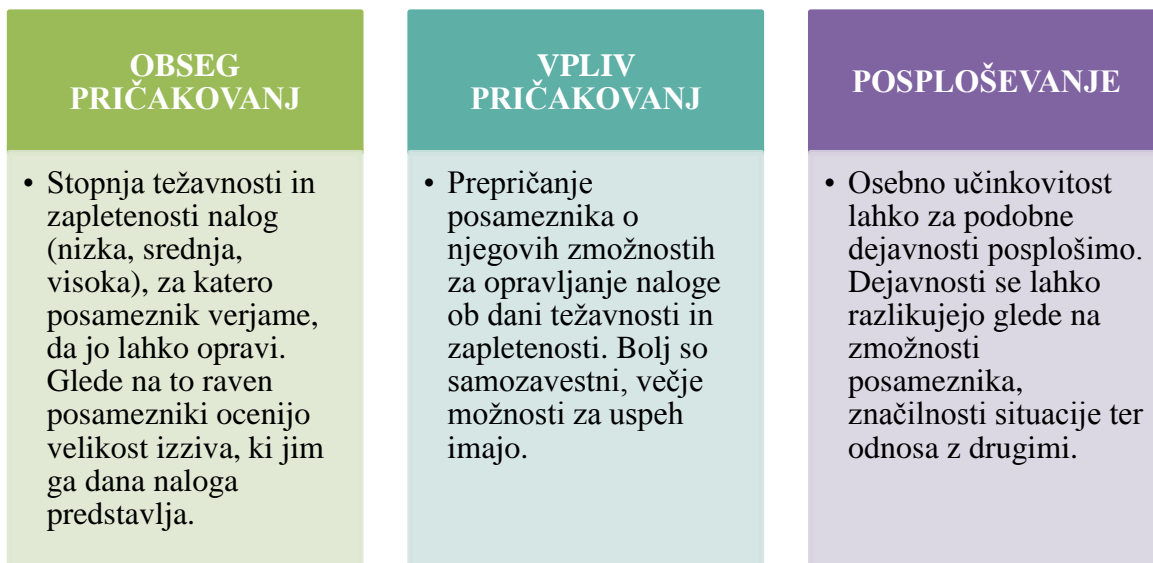 OBSEG
PRIČAKOVANJ
• Stopnja težavnosti in
zapletenosti nalog
(nizka, srednja,
visoka), za katero
posameznik verjame,
da jo lahko opravi.
Glede na to raven
posamezniki ocenijo
velikost izziva, ki jim
ga dana naloga
predstavlja.
VPLIV
PRIČAKOVANJ
• Prepričanje
posameznika o
njegovih zmožnostih
za opravljanje naloge
ob dani težavnosti in
zapletenosti. Bolj so
samozavestni, večje
možnosti za uspeh
imajo.
POSPLOŠEVANJE
• Osebno učinkovitost
lahko za podobne
dejavnosti posplošimo.
Dejavnosti se lahko
razlikujejo glede na
zmožnosti
posameznika,
značilnosti situacije ter
odnosa z drugimi.